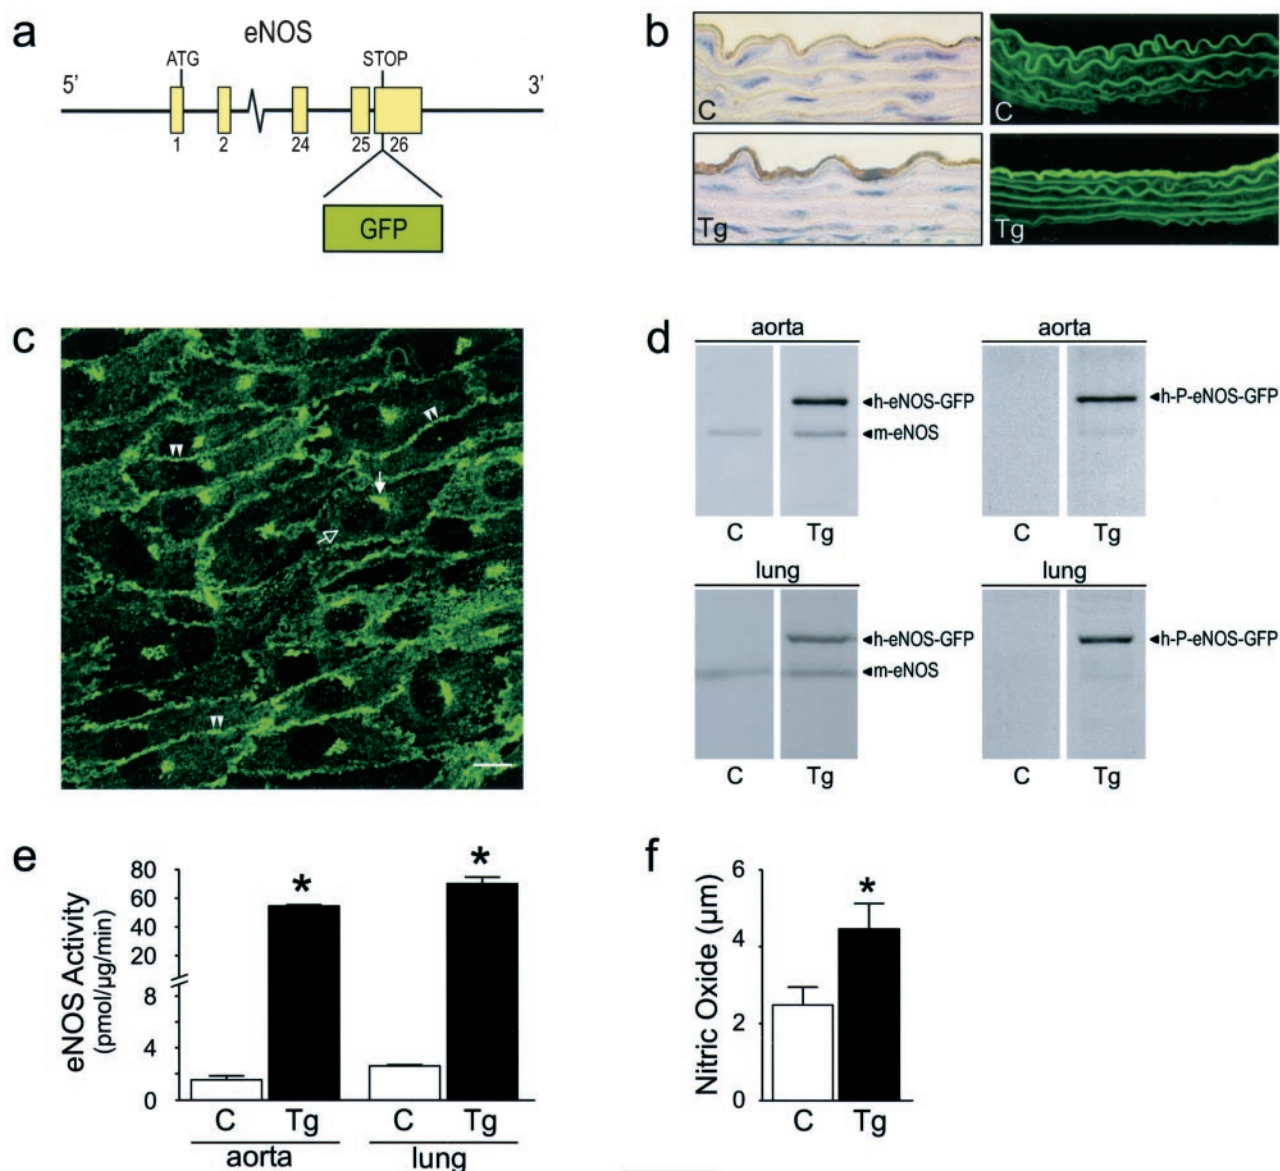 a
eNOS
ATG
STOP
5'
3'
1
2
24
25
26
GFP
b
C
C
Tg
Tg
c
d
aorta
aorta
h-eNOS-GFP
m-eNOS
h-P-eNOS-GFP
C
Tg
C
Tg
lung
lung
h-eNOS-GFP
m-eNOS
h-P-eNOS-GFP
C
Tg
C
Tg
e
eNOS Activity
(pmol/µg/min)
80
60
40
20
8
4
0
*
*
C
Tg
C
Tg
aorta
lung
f
Nitric Oxide (µm)
6
4
2
0
*
C
Tg